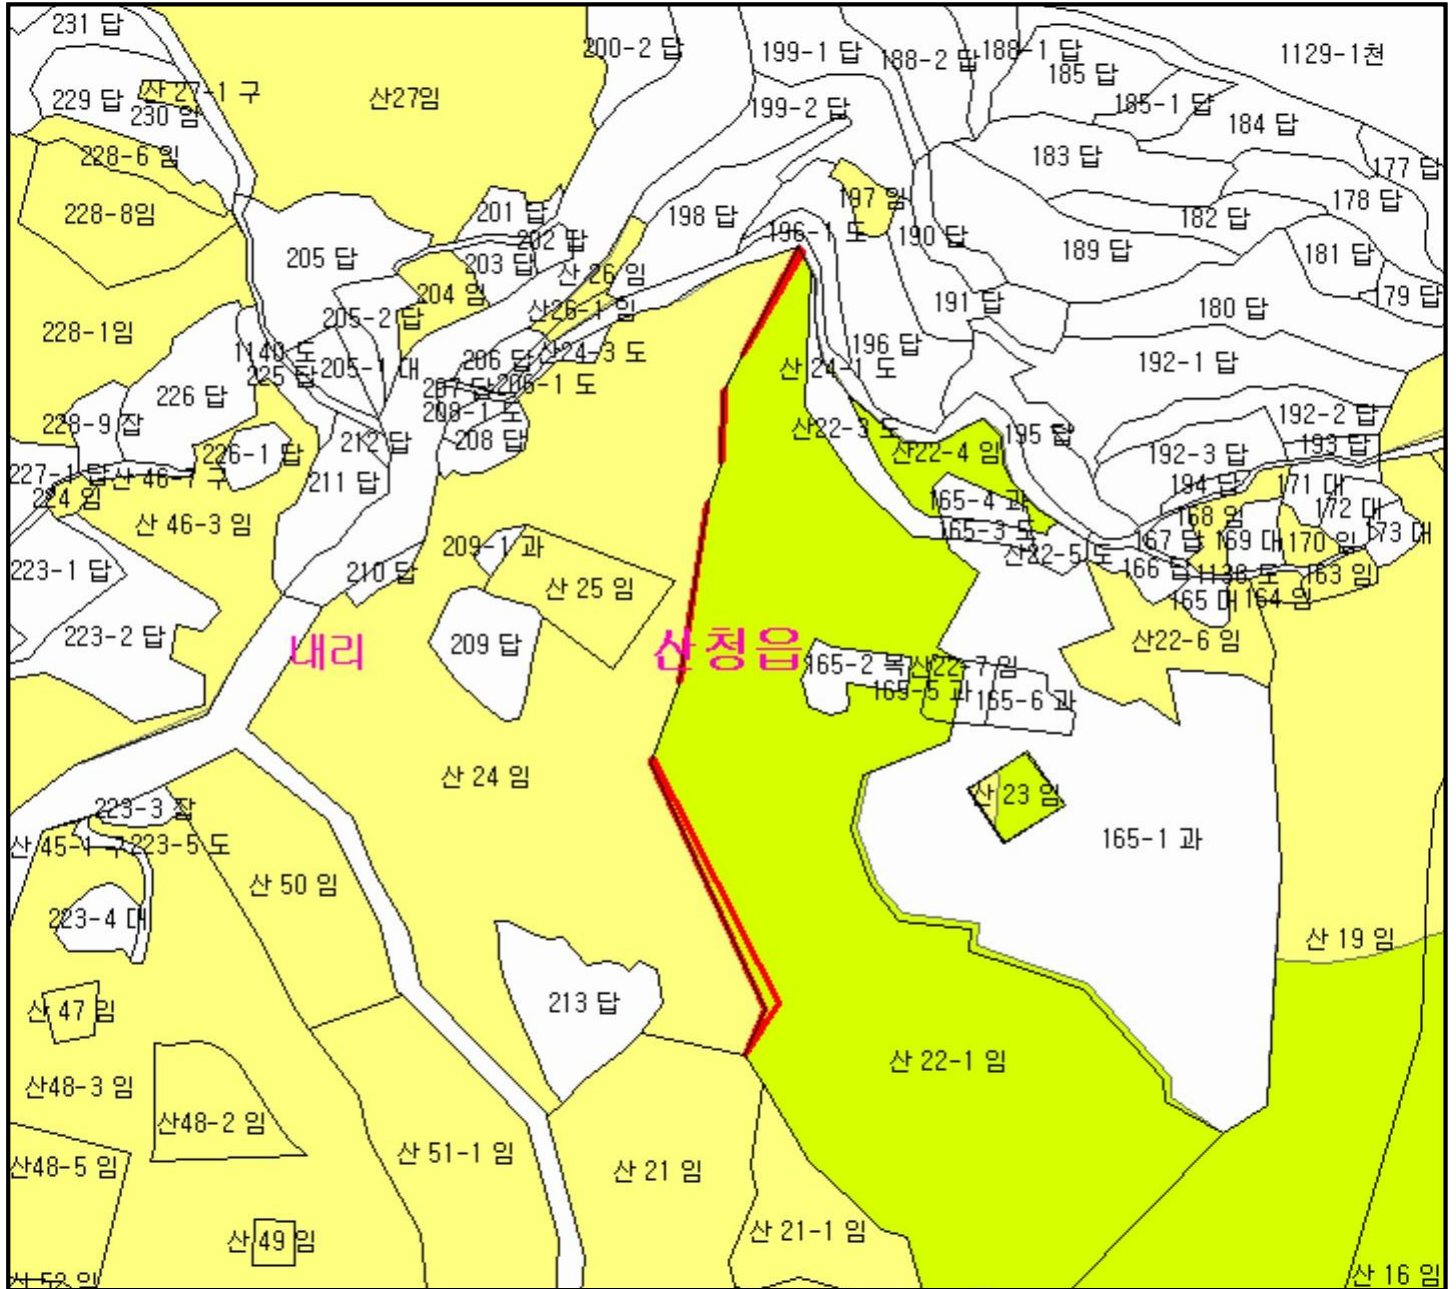 231 답
200-2 답
199-1 답
188-2 답
188-1 답
185 답
1129-1천
229 답
산 27-1 구
산27임
230 임
199-2 답
185-1 답
184 답
228-6 임
183 답
177 답
228-8임
201 답
198 답
197 임
182 답
178 답
202 답
196-1 도
190 답
189 답
181 답
205 답
203 답
산 26 임
204 임
산26-1 임
191 답
180 답
228-1임
205-2 답
1140 도
225 답
205-1 대
206 답
산24-3 도
196 답
192-1 답
226 답
207 답
206-1 도
산 24-1 도
228-9 잡
208-1 도
212 답
208 답
산22-3 도
195 답
192-2 답
193 답
226-1 답
산22-4 임
192-3 답
227-1 답
224 임
211 답
194 답
171 대
172 대
산 46-3 임
165-4 과
165-3 도
168 임
167 답
169 대
170 임
173 대
209-1 과
산22-5 도
223-1 답
210 답
산 25 임
166 답
1138 도
163 임
165 대
164 임
223-2 답
내리
209 답
산청읍
165-2 목
산22-7 임
산22-6 임
165-5 과
165-6 과
산 24 임
산 23 임
223-3 잡
산 45-1 구
223-5 도
165-1 과
산 50 임
223-4 대
산 19 임
산 47 임
213 답
산48-3 임
산 22-1 임
산48-2 임
산48-5 임
산 51-1 임
산 21 임
산 49 임
산 21-1 임
산 16 임